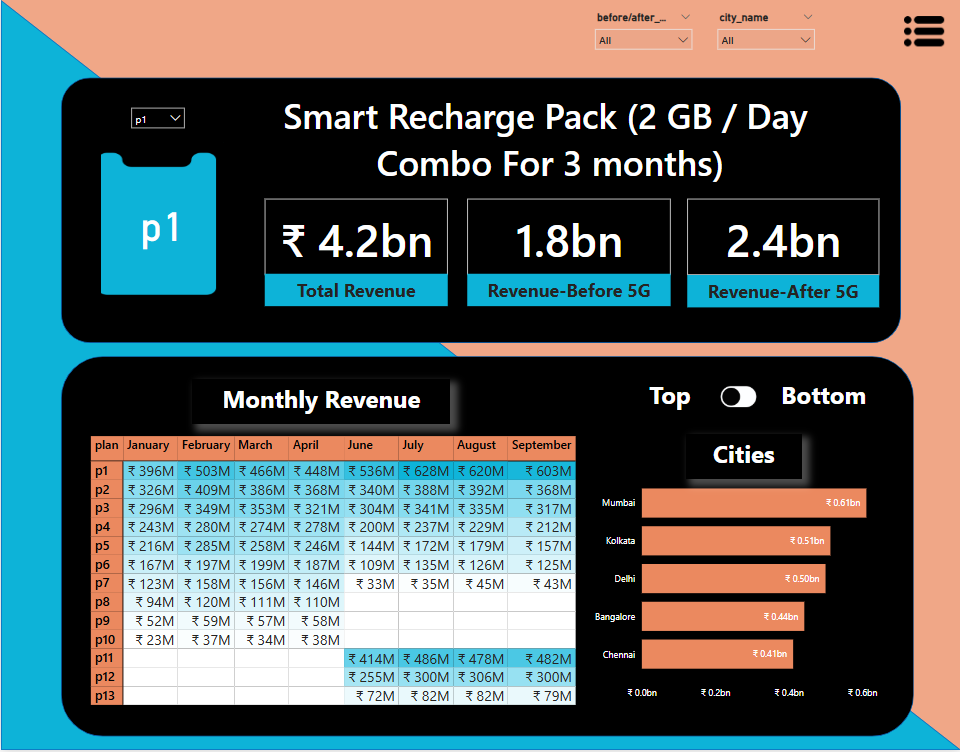 before/after_... city_name
All All
p1
Smart Recharge Pack (2 GB / Day
Combo For 3 months)
p1
₹ 4.2bn 1.8bn 2.4bn
Total Revenue Revenue-Before 5G Revenue-After 5G
Monthly Revenue
Top Bottom
plan January February March April June July August September
p1 ₹ 396M ₹ 503M ₹ 466M ₹ 448M ₹ 536M ₹ 628M ₹ 620M ₹ 603M
p2 ₹ 326M ₹ 409M ₹ 386M ₹ 368M ₹ 340M ₹ 388M ₹ 392M ₹ 368M
p3 ₹ 296M ₹ 349M ₹ 353M ₹ 321M ₹ 304M ₹ 341M ₹ 335M ₹ 317M
p4 ₹ 243M ₹ 280M ₹ 274M ₹ 278M ₹ 200M ₹ 237M ₹ 229M ₹ 212M
p5 ₹ 216M ₹ 285M ₹ 258M ₹ 246M ₹ 144M ₹ 172M ₹ 179M ₹ 157M
p6 ₹ 167M ₹ 197M ₹ 199M ₹ 187M ₹ 109M ₹ 135M ₹ 126M ₹ 125M
p7 ₹ 123M ₹ 158M ₹ 156M ₹ 146M ₹ 33M ₹ 35M ₹ 45M ₹ 43M
p8 ₹ 94M ₹ 120M ₹ 111M ₹ 110M
p9 ₹ 52M ₹ 59M ₹ 57M ₹ 58M
p10 ₹ 23M ₹ 37M ₹ 34M ₹ 38M
p11 ₹ 414M ₹ 486M ₹ 478M ₹ 482M
p12 ₹ 255M ₹ 300M ₹ 306M ₹ 300M
p13 ₹ 72M ₹ 82M ₹ 82M ₹ 79M
Cities
Mumbai ₹ 0.61bn
Kolkata ₹ 0.51bn
Delhi ₹ 0.50bn
Bangalore ₹ 0.44bn
Chennai ₹ 0.41bn
₹ 0.0bn ₹ 0.2bn ₹ 0.4bn ₹ 0.6bn